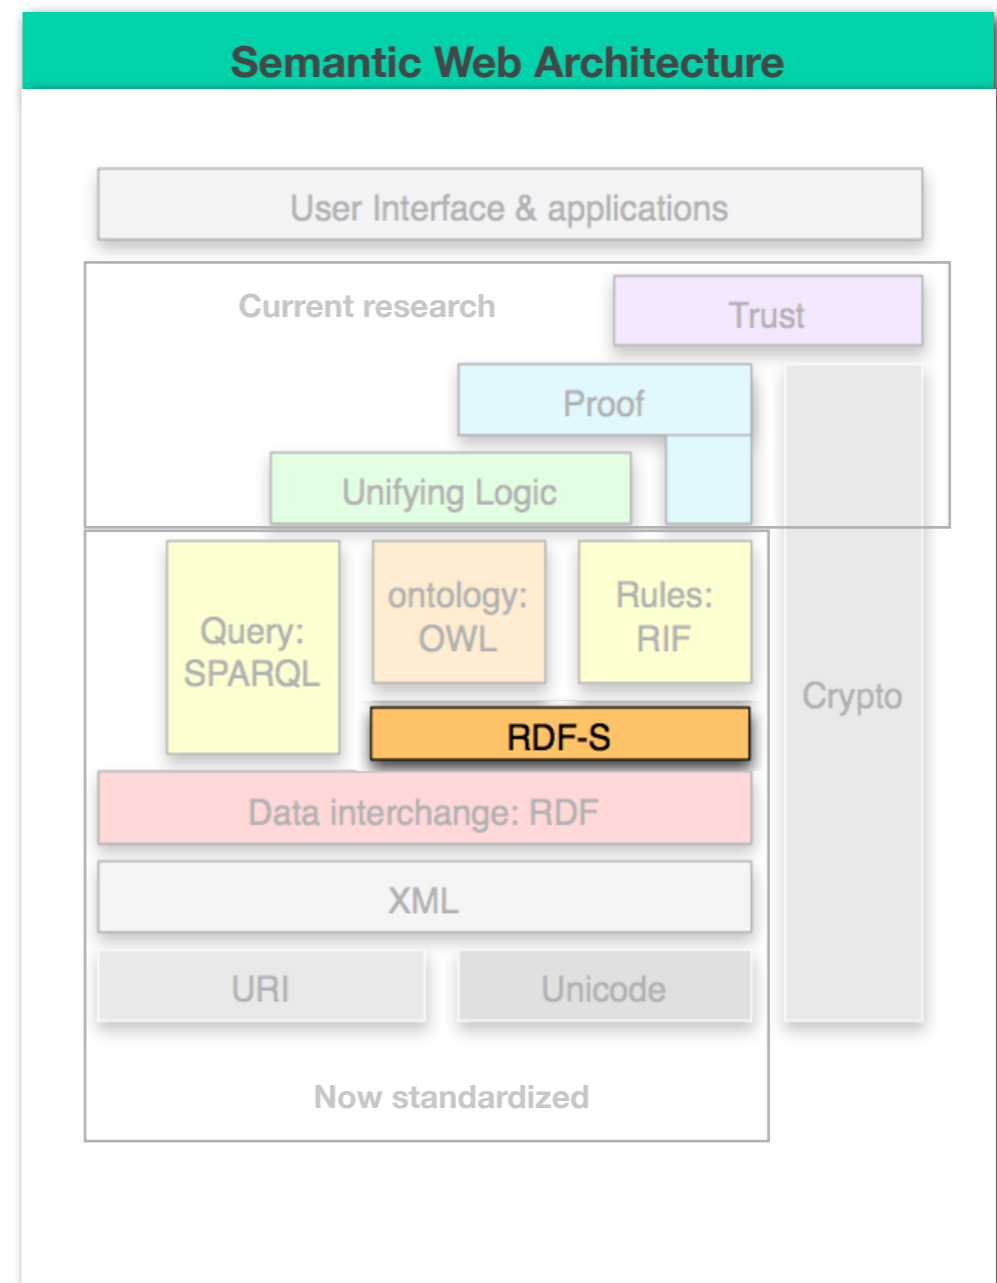 Semantic Web Architecture
User Interface & applications
Current research
Trust
Proof
Unifying Logic
Query:
SPARQL
ontology:
OWL
Rules:
RIF
Crypto
RDF-S
Data interchange: RDF
XML
URI
Unicode
Now standardized